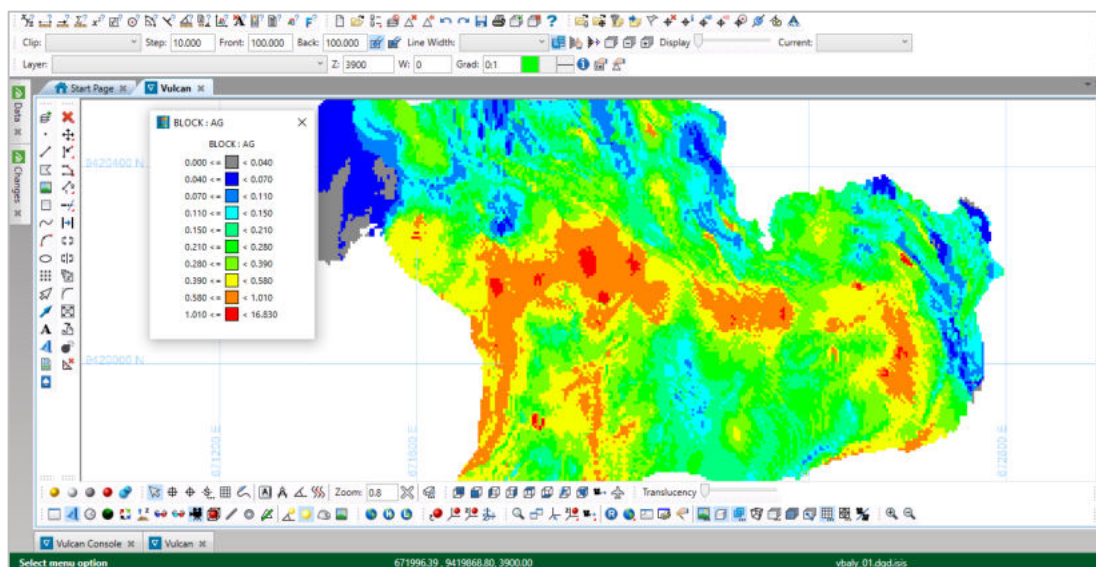 Clip: Step: 10.000 Front: 100.000 Back: 100.000 Line Width: Display Current:
Layer: Z: 3900 W: 0 Grad: 0:1
Start Page Vulcan
Data
Changes
BLOCK : AG
BLOCK : AG
0.000 <= < 0.040
0.040 <= < 0.070
0.070 <= < 0.110
0.110 <= < 0.150
0.150 <= < 0.210
0.210 <= < 0.280
0.280 <= < 0.390
0.390 <= < 0.580
0.580 <= < 1.010
1.010 <= < 16.830
9420400 N
9420000 N
671200 E
671600 E
672800 E
Zoom: 0.8 Translucency
Vulcan Console Vulcan
Select menu option 671996.39 , 9419868.80, 3900.00 vbaly_01.dgd.isis